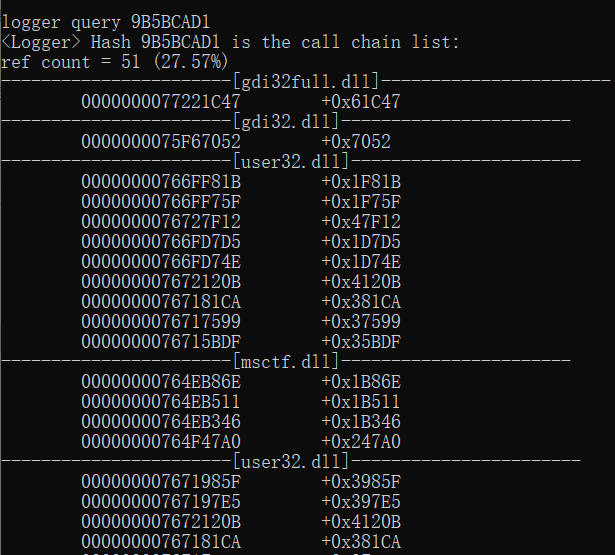 logger query 9B5BCAD1
<Logger> Hash 9B5BCAD1 is the call chain list:
ref count = 51 (27.57%)
-----------------------[gdi32full.dll]-----------------------
0000000077221C47 +0x61C47
-----------------------[gdi32.dll]-----------------------
0000000075F67052 +0x7052
-----------------------[user32.dll]-----------------------
00000000766FF81B +0x1F81B
00000000766FF75F +0x1F75F
0000000076727F12 +0x47F12
00000000766FD7D5 +0x1D7D5
00000000766FD74E +0x1D74E
000000007672120B +0x4120B
00000000767181CA +0x381CA
0000000076717599 +0x37599
0000000076715BDF +0x35BDF
-----------------------[msctf.dll]-----------------------
00000000764EB86E +0x1B86E
00000000764EB511 +0x1B511
00000000764EB346 +0x1B346
00000000764F47A0 +0x247A0
-----------------------[user32.dll]-----------------------
000000007671985F +0x3985F
00000000767197E5 +0x397E5
000000007672120B +0x4120B
00000000767181CA +0x381CA